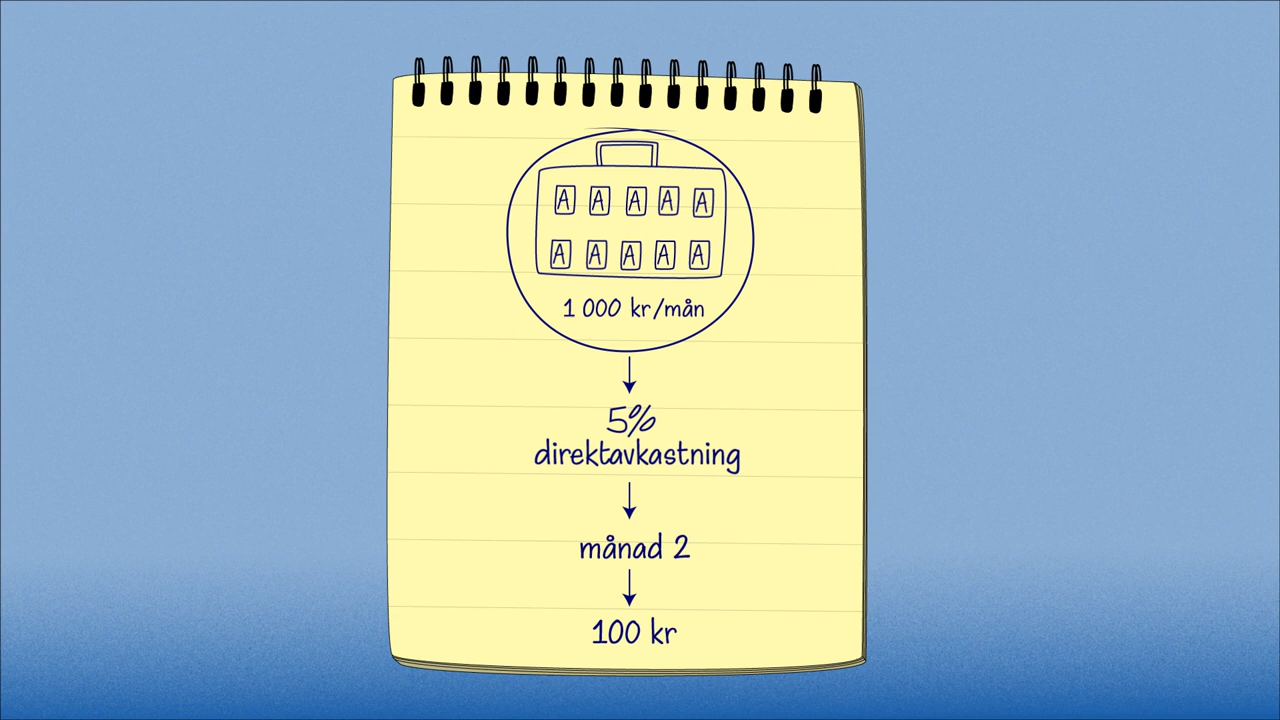 A A A A A
A A A A A
1 000 kr/mån
5%
direktavkastning
månad 2
100 kr